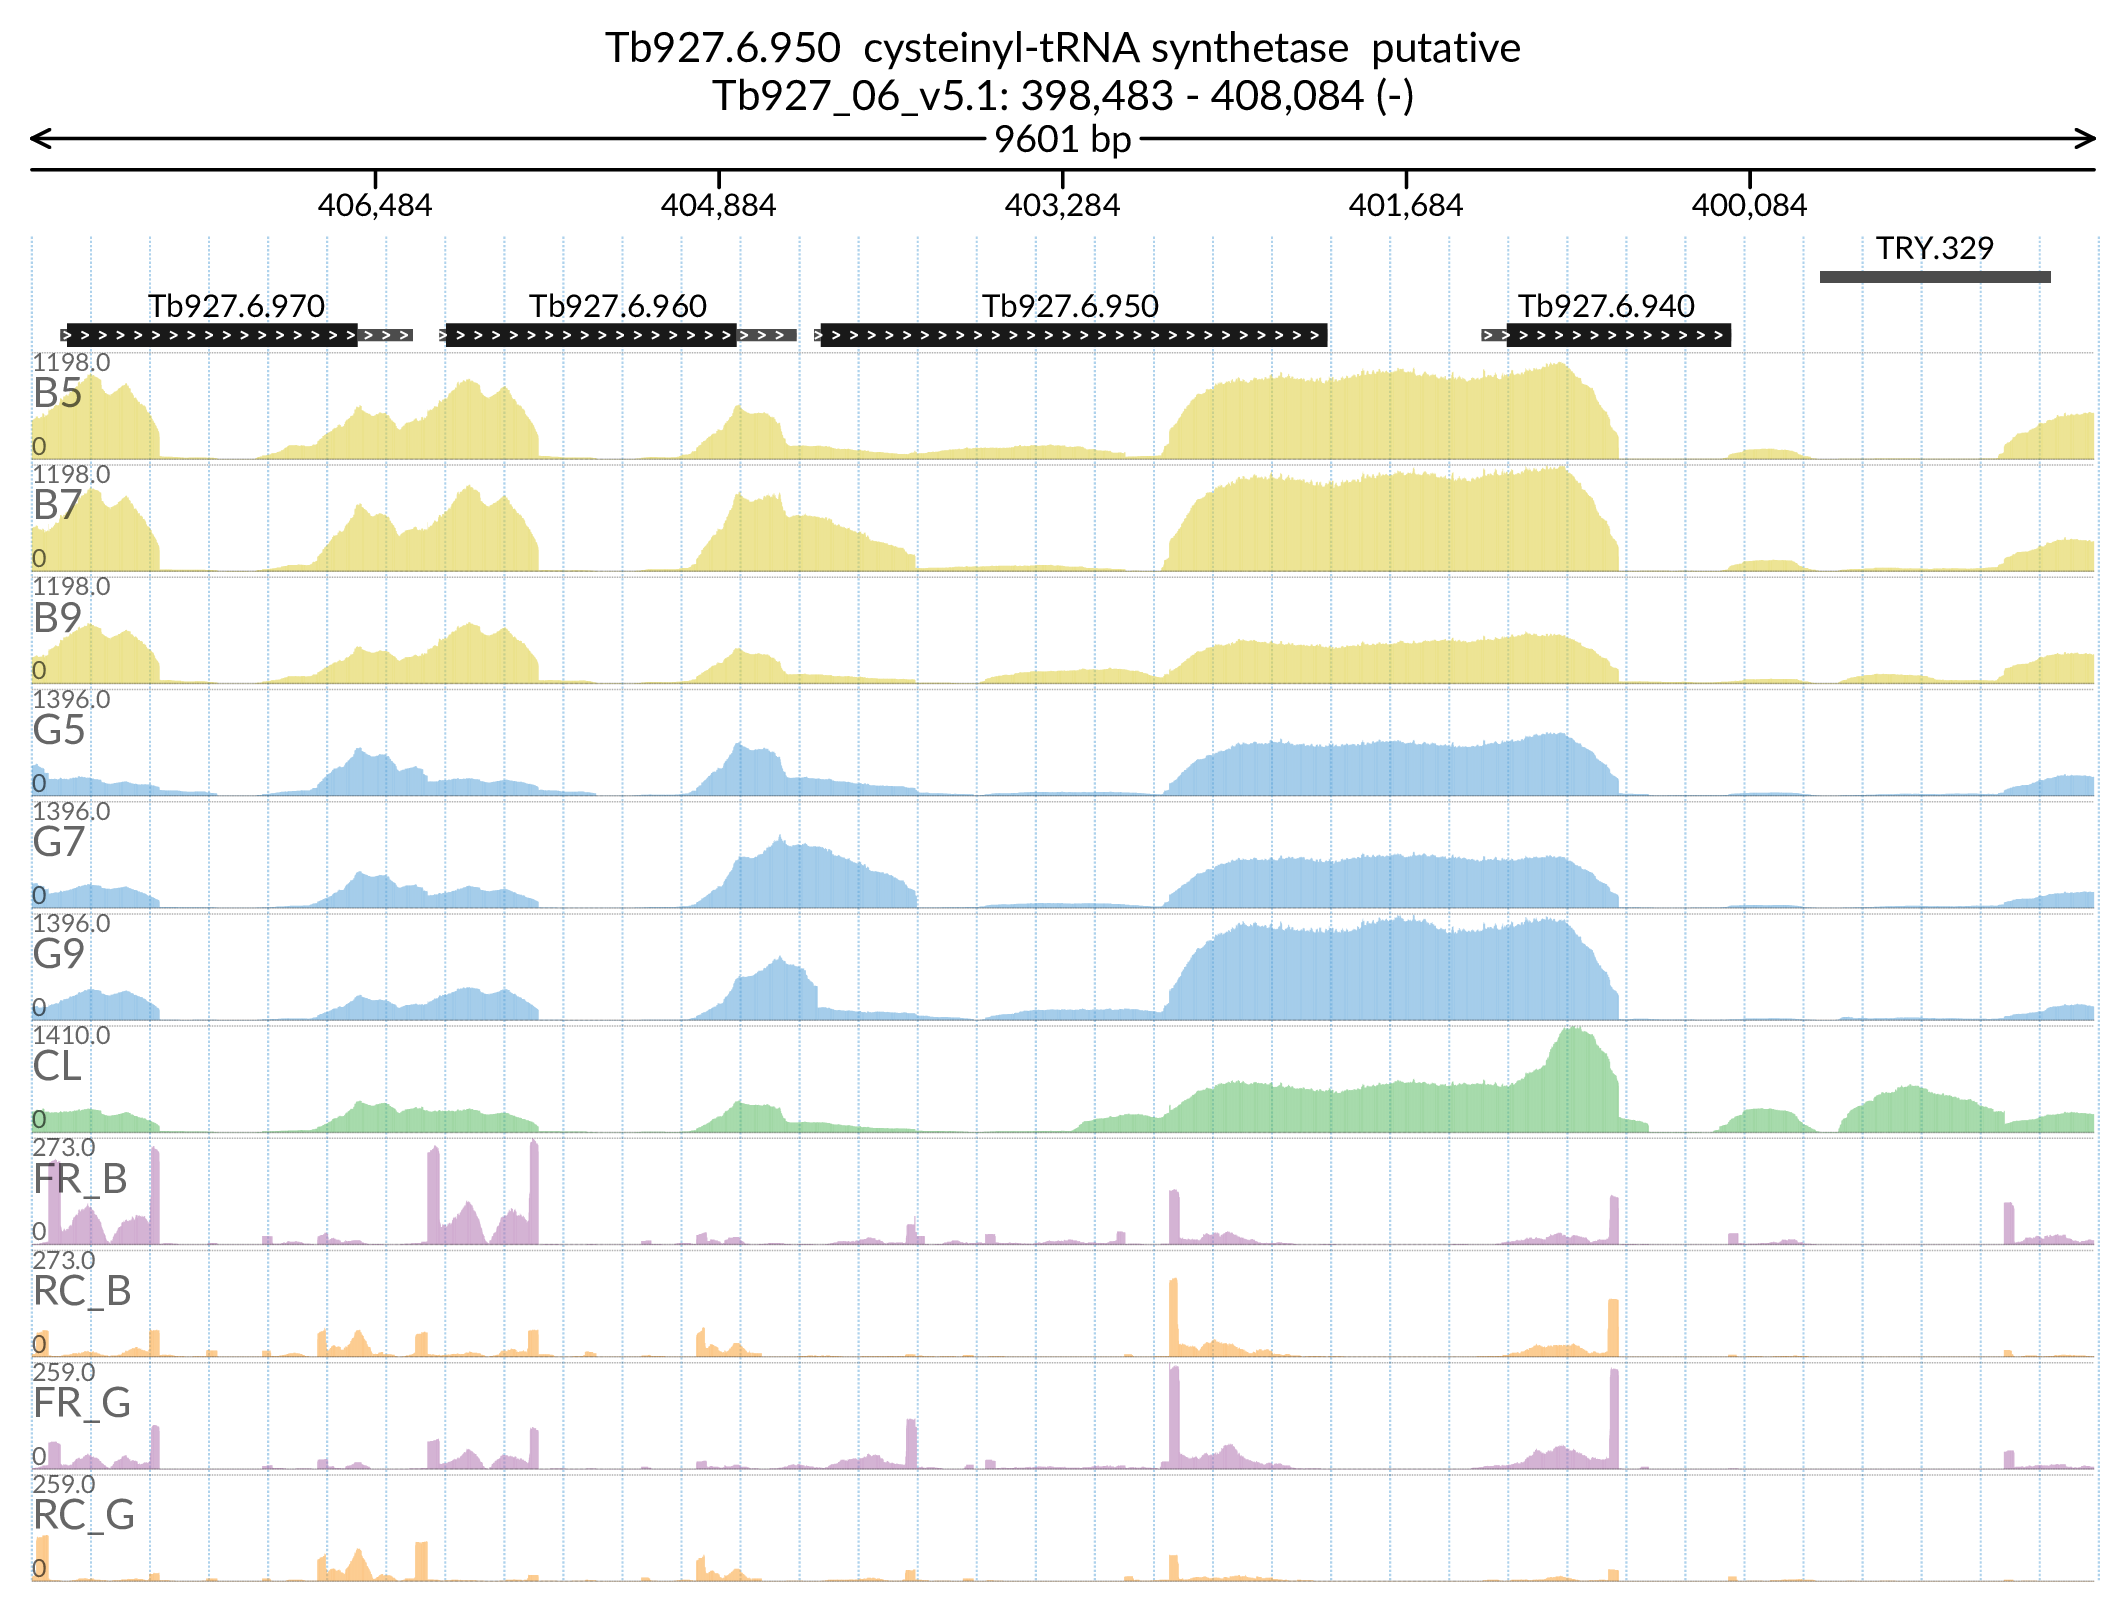 Tb927.6.950 cysteinyl-tRNA synthetase putative
Tb927_06_v5.1: 398,483 - 408,084 (-)
9601 bp
406,484 404,884 403,284 401,684 400,084
TRY.329
Tb927.6.970 Tb927.6.960 Tb927.6.950 Tb927.6.940
1198.0
B5
0
1198.0
B7
0
1198.0
B9
0
1396.0
G5
0
1396.0
G7
0
1396.0
G9
0
1410.0
CL
0
273.0
FR_B
0
273.0
RC_B
0
259.0
FR_G
0
259.0
RC_G
0